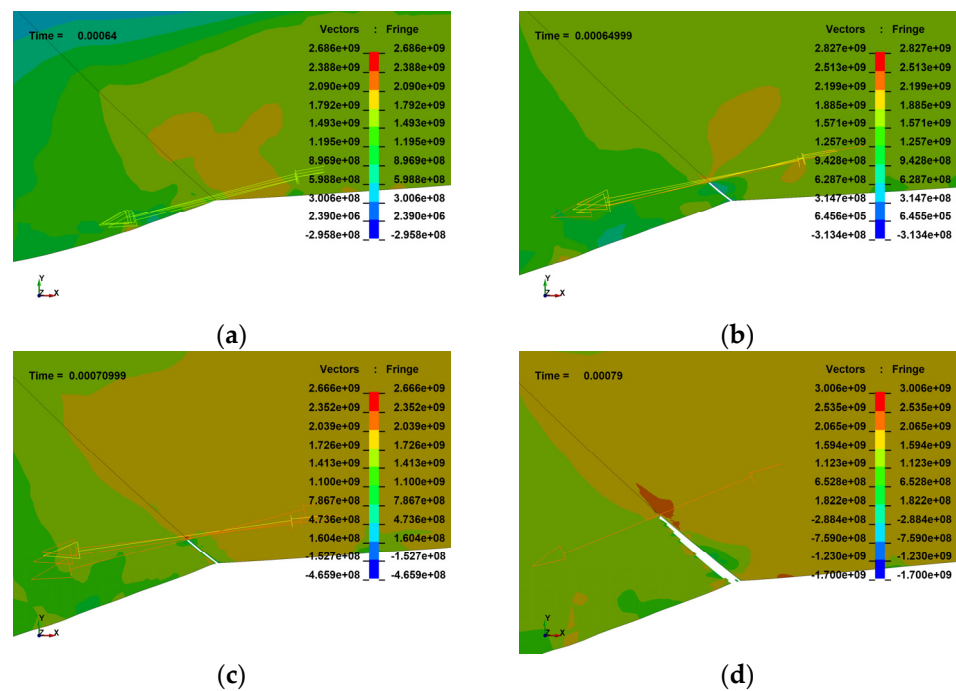 Time = 0.00064
Vectors : Fringe
2.686e+09 2.686e+09
2.388e+09 2.388e+09
2.090e+09 2.090e+09
1.792e+09 1.792e+09
1.493e+09 1.493e+09
1.195e+09 1.195e+09
8.969e+08 8.969e+08
5.988e+08 5.988e+08
3.006e+08 3.006e+08
2.390e+06 2.390e+06
-2.958e+08 -2.958e+08
Y
Z X
(a)
Time = 0.00064999
Vectors : Fringe
2.827e+09 2.827e+09
2.513e+09 2.513e+09
2.199e+09 2.199e+09
1.885e+09 1.885e+09
1.571e+09 1.571e+09
1.257e+09 1.257e+09
9.428e+08 9.428e+08
6.287e+08 6.287e+08
3.147e+08 3.147e+08
6.456e+05 6.456e+05
-3.134e+08 -3.134e+08
Y
Z X
(b)
Time = 0.00070999
Vectors : Fringe
2.666e+09 2.666e+09
2.352e+09 2.352e+09
2.039e+09 2.039e+09
1.726e+09 1.726e+09
1.413e+09 1.413e+09
1.100e+09 1.100e+09
7.867e+08 7.867e+08
4.736e+08 4.736e+08
1.604e+08 1.604e+08
-1.527e+08 -1.527e+08
-4.659e+08 -4.659e+08
Y
Z X
(c)
Time = 0.00079
Vectors : Fringe
3.006e+09 3.006e+09
2.535e+09 2.535e+09
2.065e+09 2.065e+09
1.594e+09 1.594e+09
1.123e+09 1.123e+09
6.528e+08 6.528e+08
1.822e+08 1.822e+08
-2.884e+08 -2.884e+08
-7.590e+08 -7.590e+08
-1.230e+09 -1.230e+09
-1.700e+09 -1.700e+09
Y
Z X
(d)